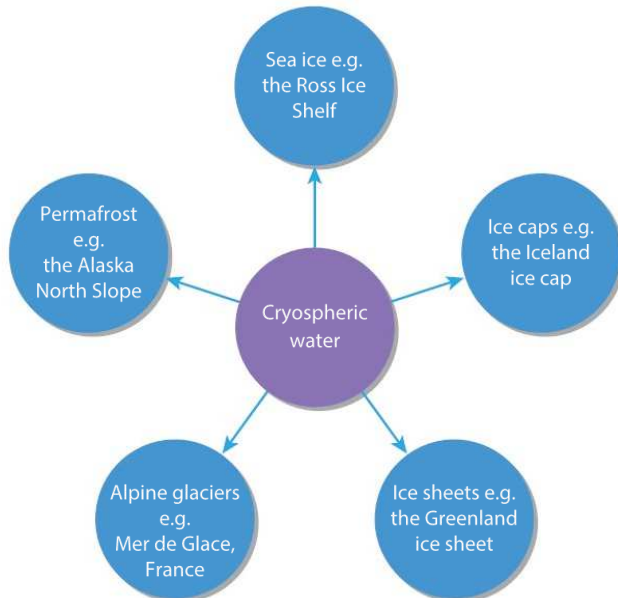 Sea ice e.g.
the Ross Ice
Shelf
Permafrost
e.g.
the Alaska
North Slope
Ice caps e.g.
the Iceland
ice cap
Cryospheric
water
Alpine glaciers
e.g.
Mer de Glace,
France
Ice sheets e.g.
the Greenland
ice sheet